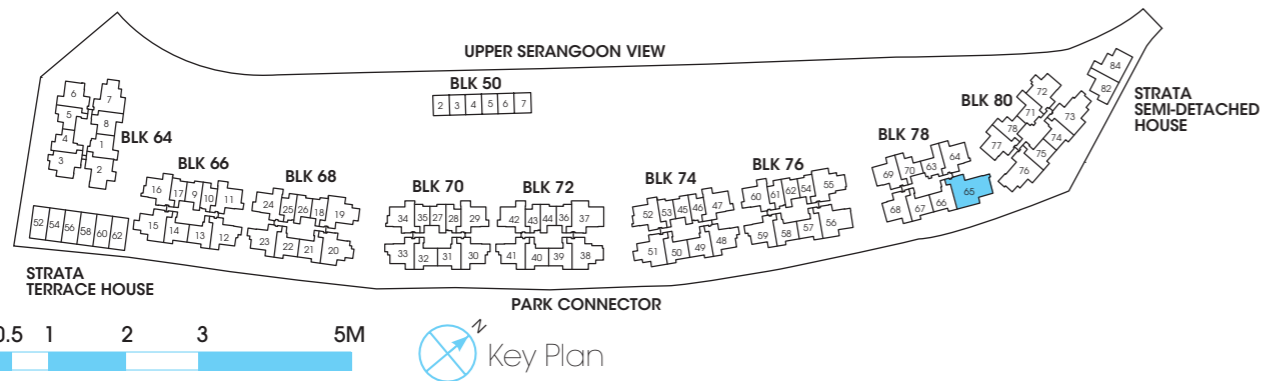 UPPER SERANGOON VIEW
BLK 50
2 3 4 5 6 7
BLK 64
6 7
5 8
4 1
3 2
BLK 66
16 17 9 10 11
15 14 13 12
BLK 68
24 25 26 18 19
23 22 21 20
BLK 70
34 35 27 28 29
33 32 31 30
BLK 72
42 43 44 36 37
41 40 39 38
BLK 74
52 53 45 46 47
51 50 49 48
BLK 76
60 61 62 54 55
59 58 57 56
BLK 78
69 70 63 64
68 67 66 65
BLK 80
72
71 73
78 74
77 75
76
84
82
STRATA
SEMI-DETACHED
HOUSE
52 54 56 58 60 62
STRATA
TERRACE HOUSE
PARK CONNECTOR
0.5 1 2 3 5M
N
Key Plan